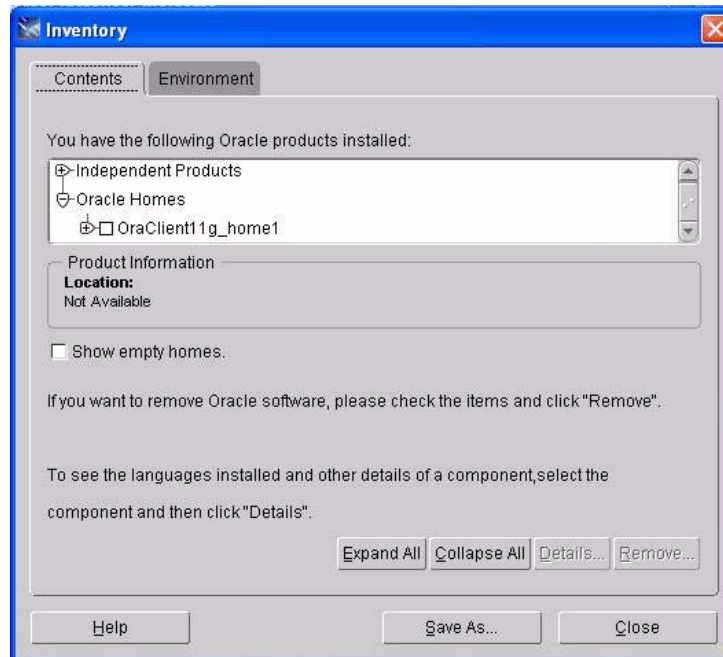 Inventory
Contents
Environment
You have the following Oracle products installed:
Independent Products
Oracle Homes
OraClient11g_home1
Product Information
Location:
Not Available
Show empty homes.
If you want to remove Oracle software, please check the items and click "Remove".
To see the languages installed and other details of a component,select the
component and then click "Details".
Expand All
Collapse All
Details...
Remove...
Help
Save As...
Close